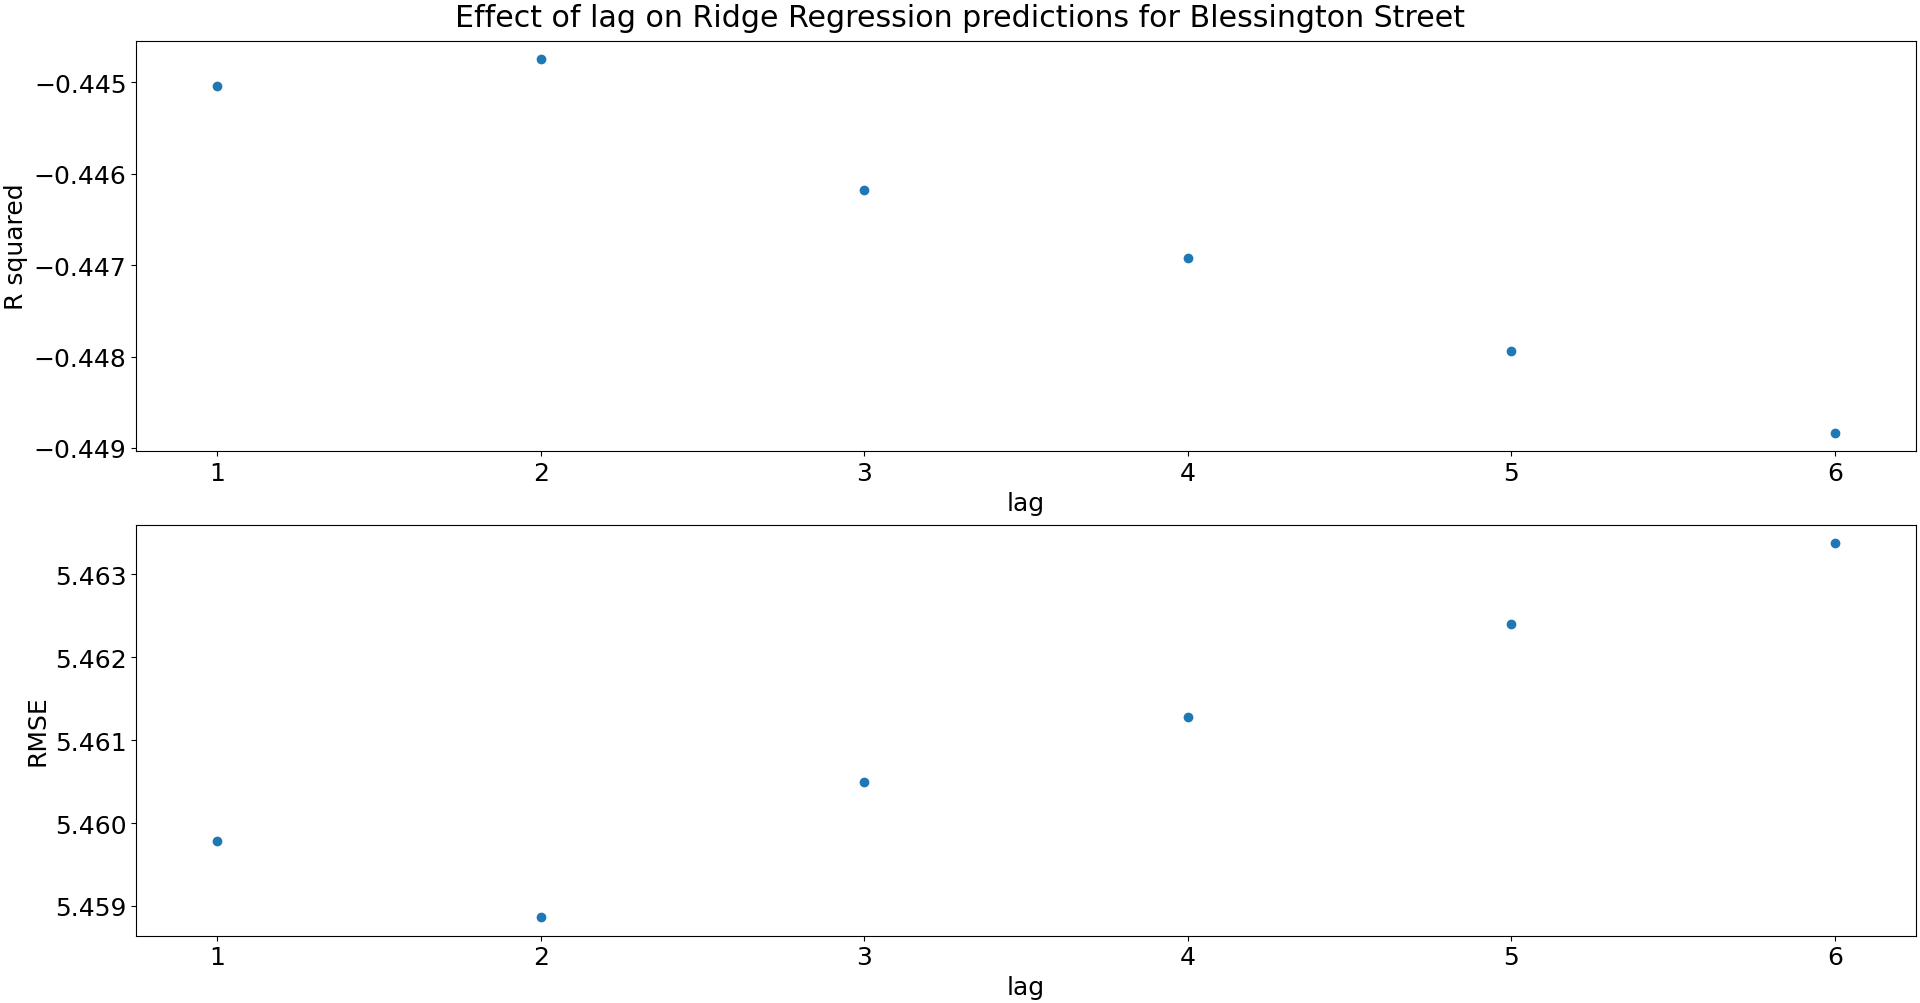 Effect of lag on Ridge Regression predictions for Blessington Street
−0.445
−0.446
−0.447
−0.448
−0.449
R squared
1 2 3 4 5 6
lag
5.463
5.462
5.461
5.460
5.459
RMSE
1 2 3 4 5 6
lag